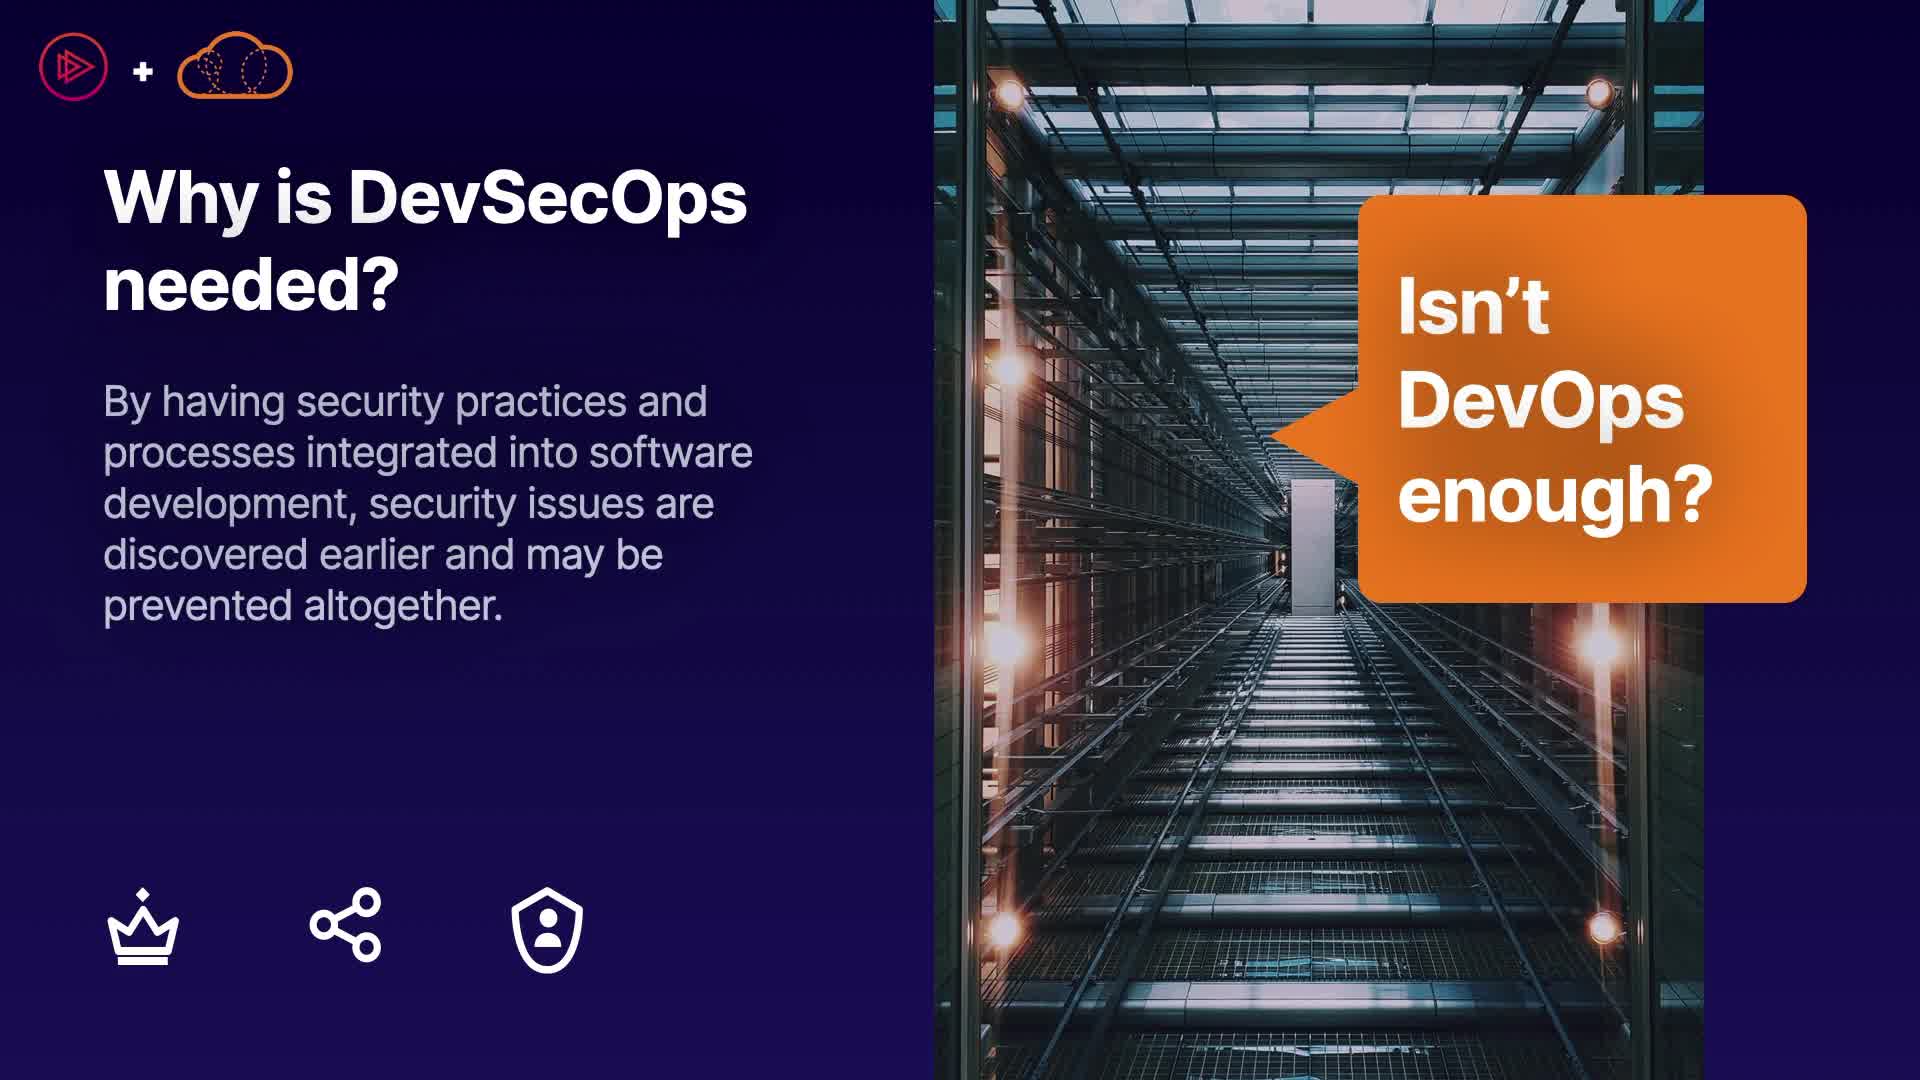 Why is DevSecOps
needed?
By having security practices and
processes integrated into software
development, security issues are
discovered earlier and may be
prevented altogether.
Isn’t
DevOps
enough?